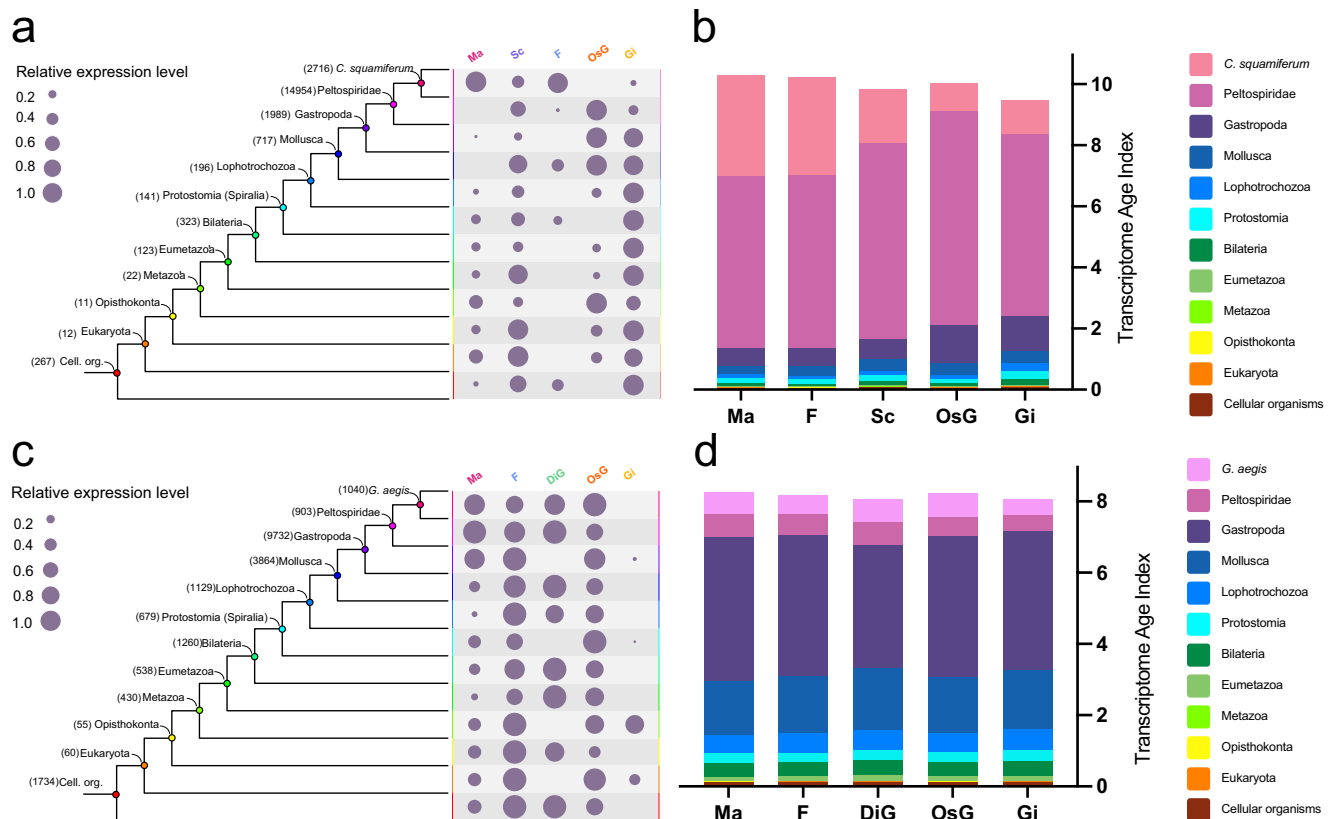 a
Relative expression level
0.2
0.4
0.6
0.8
1.0
(2716) C. squamiferum
(14954) Peltospiridae
(1989) Gastropoda
(717) Mollusca
(196) Lophotrochozoa
(141) Protostomia (Spiralia)
(323) Bilateria
(123) Eumetazoa
(22) Metazoa
(11) Opisthokonta
(12) Eukaryota
(267) Cell. org.
Ma Sc F OsG Gi
b
10
8
6
4
2
0
Transcriptome Age Index
Ma F Sc OsG Gi
C. squamiferum
Peltospiridae
Gastropoda
Mollusca
Lophotrochozoa
Protostomia
Bilateria
Eumetazoa
Metazoa
Opisthokonta
Eukaryota
Cellular organisms
c
Relative expression level
0.2
0.4
0.6
0.8
1.0
(1040)G. aegis
(903)Peltospiridae
(9732)Gastropoda
(3864)Mollusca
(1129)Lophotrochozoa
(679)Protostomia (Spiralia)
(1260)Bilateria
(538)Eumetazoa
(430)Metazoa
(55) Opisthokonta
(60)Eukaryota
(1734)Cell. org.
Ma F DiG OsG Gi
d
8
6
4
2
0
Transcriptome Age Index
Ma F DiG OsG Gi
G. aegis
Peltospiridae
Gastropoda
Mollusca
Lophotrochozoa
Protostomia
Bilateria
Eumetazoa
Metazoa
Opisthokonta
Eukaryota
Cellular organisms